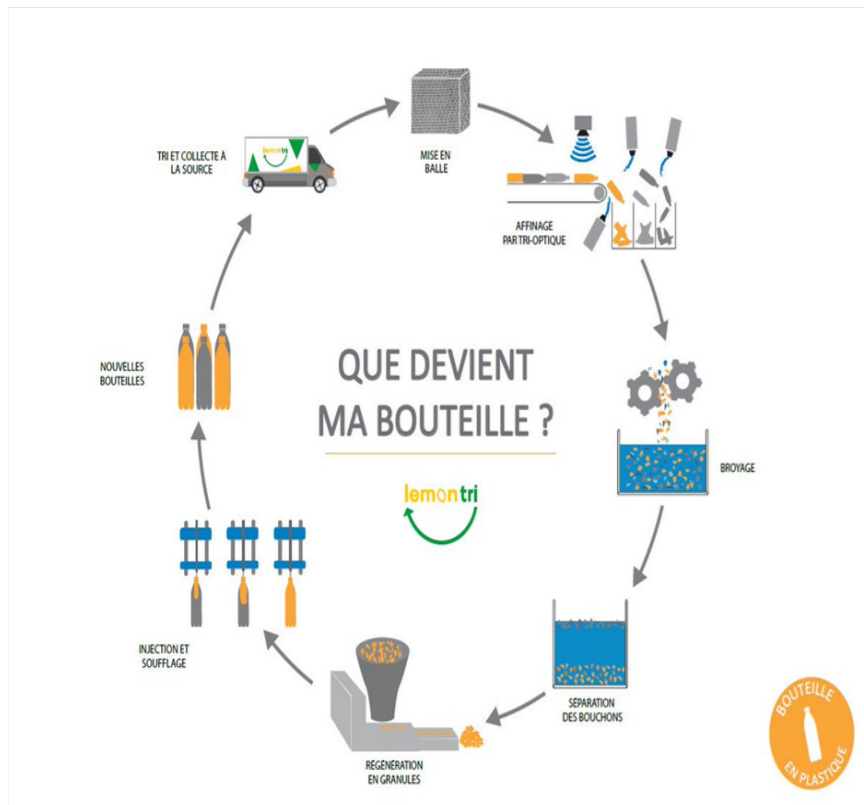 TRI ET COLLECTE À
LA SOURCE
lemontri
MISE EN
BALLE
AFFINAGE
PAR TRI-OPTIQUE
BROYAGE
SÉPARATION
DES BOUCHONS
RÉGÉNÉRATION
EN GRANULES
INJECTION ET
SOUFFLAGE
NOUVELLES
BOUTEILLES
QUE DEVIENT
MA BOUTEILLE ?
lemontri
BOUTEILLE
EN PLASTIQUE